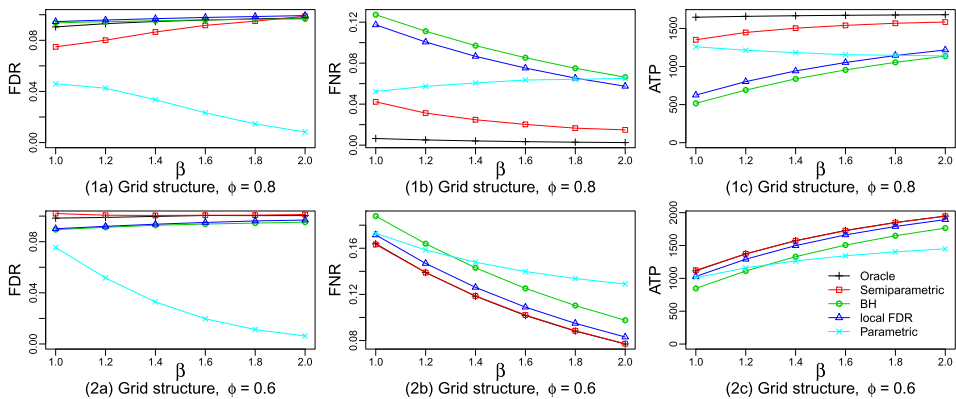 FDR
0.00 0.04 0.08
1.0 1.2 1.4 1.6 1.8 2.0
β
(1a) Grid structure, ϕ = 0.8
FNR
0.00 0.04 0.08 0.12
1.0 1.2 1.4 1.6 1.8 2.0
β
(1b) Grid structure, ϕ = 0.8
ATP
0 500 1000 1500
1.0 1.2 1.4 1.6 1.8 2.0
β
(1c) Grid structure, ϕ = 0.8
FDR
0.00 0.04 0.08
1.0 1.2 1.4 1.6 1.8 2.0
β
(2a) Grid structure, ϕ = 0.6
FNR
0.08 0.12 0.16
1.0 1.2 1.4 1.6 1.8 2.0
β
(2b) Grid structure, ϕ = 0.6
ATP
0 500 1000 1500 2000
Oracle
Semiparametric
BH
local FDR
Parametric
1.0 1.2 1.4 1.6 1.8 2.0
β
(2c) Grid structure, ϕ = 0.6